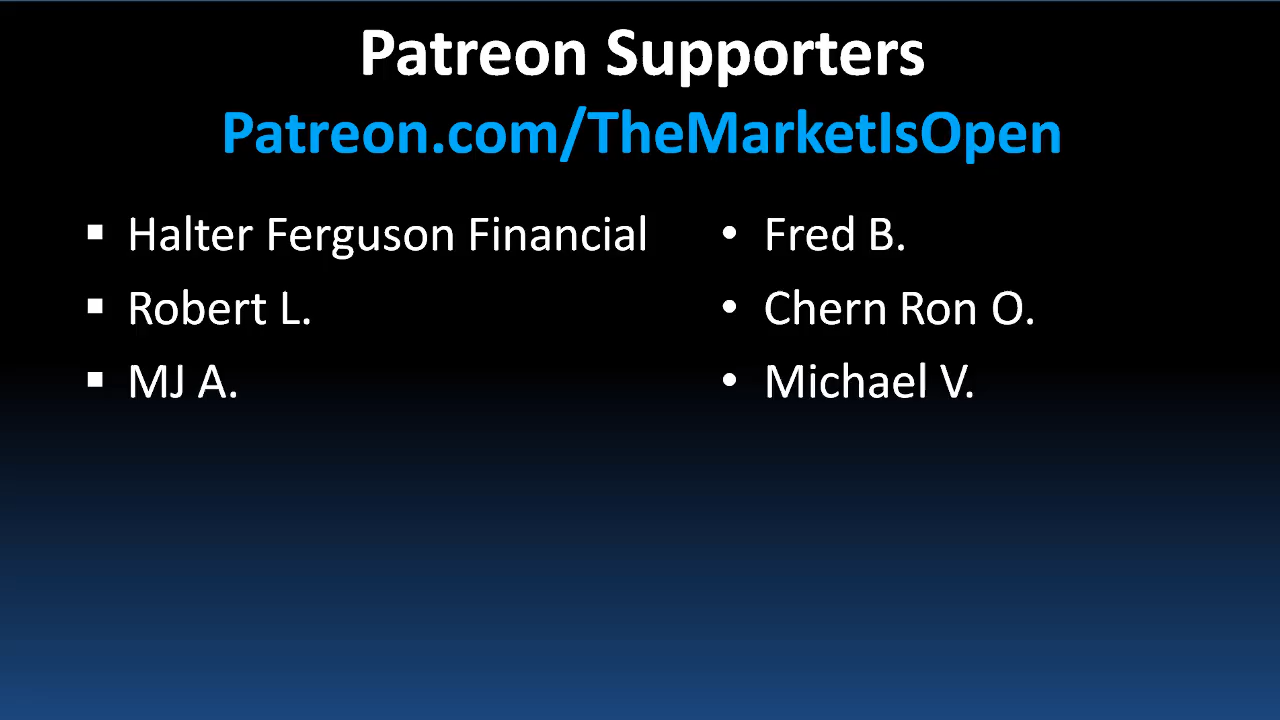 Patreon Supporters
Patreon.com/TheMarketIsOpen
▪ Halter Ferguson Financial
▪ Robert L.
▪ MJ A.
• Fred B.
• Chern Ron O.
• Michael V.